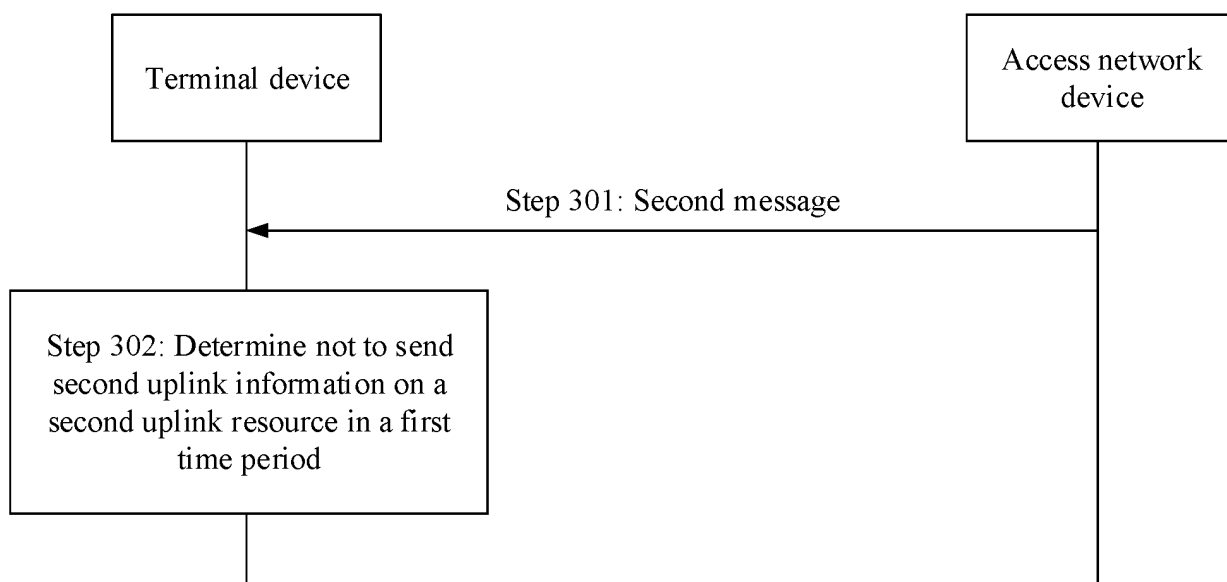 Terminal device
Access network
device
Step 301: Second message
Step 302: Determine not to send
second uplink information on a
second uplink resource in a first
time period